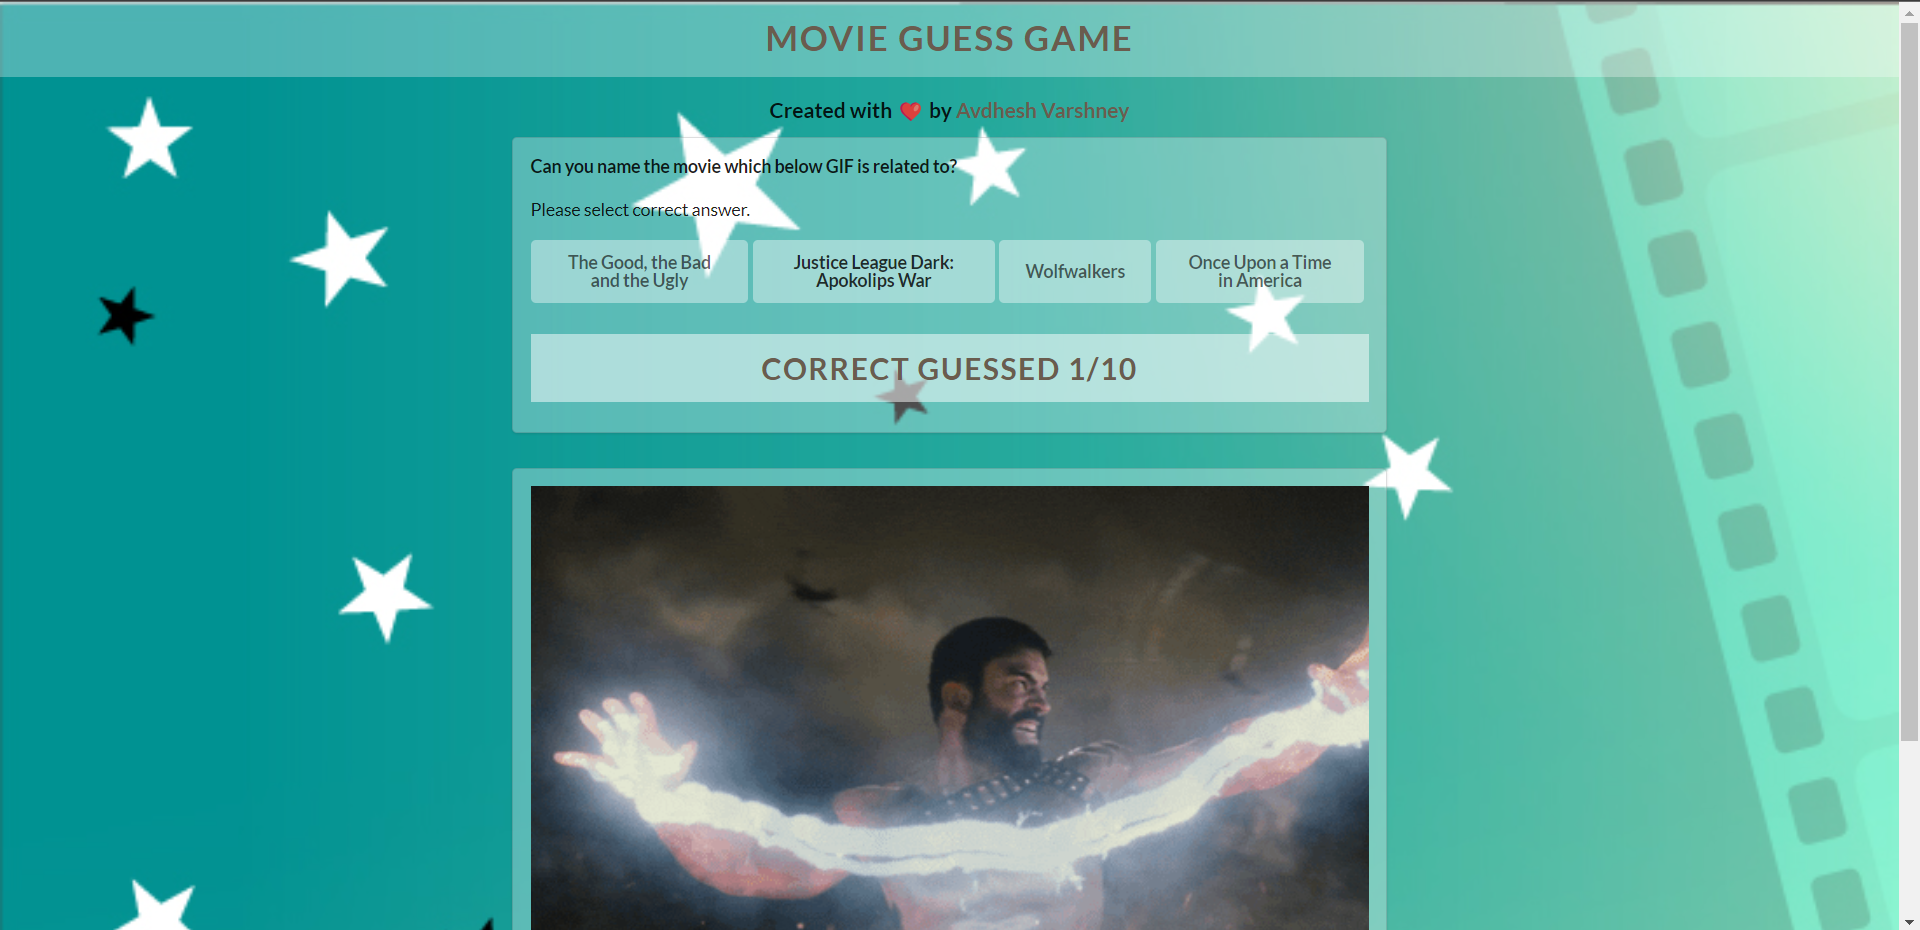 MOVIE GUESS GAME
Created with ❤️ by Avdhesh Varshney
Can you name the movie which below GIF is related to?
Please select correct answer.
The Good, the Bad
and the Ugly
Justice League Dark:
Apokolips War
Wolfwalkers
Once Upon a Time
in America
CORRECT GUESSED 1/10